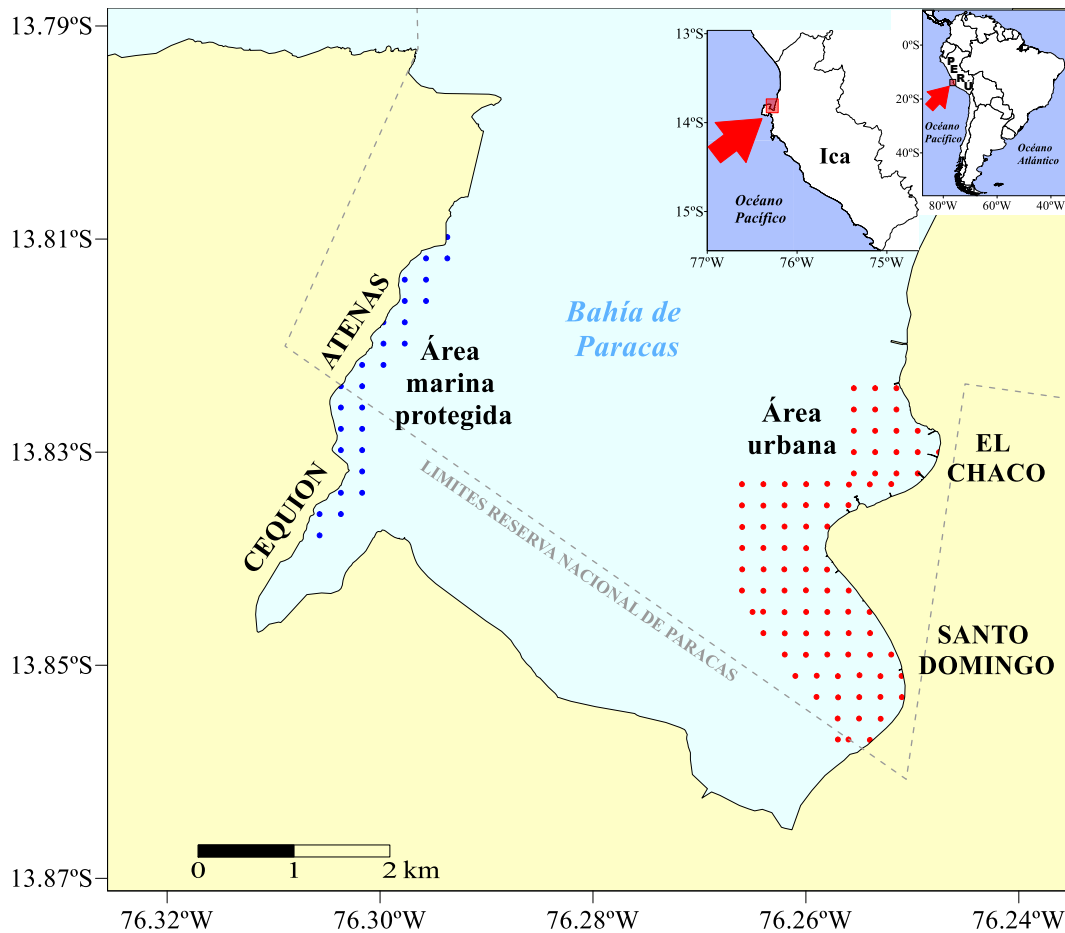 13.79ºS
13.81ºS
13.83ºS
13.85ºS
13.87ºS
76.32ºW
76.30ºW
76.28ºW
76.26ºW
76.24ºW
13ºS
14ºS
15ºS
77ºW
76ºW
75ºW
Ica
Océano
Pacífico
0ºS
20ºS
40ºS
80ºW
60ºW
40ºW
PERU
Océano
Pacífico
Océano
Atlántico
Bahía de
Paracas
ATENAS
Área
marina
protegida
CEQUION
Área
urbana
EL
CHACO
LIMITES RESERVA NACIONAL DE PARACAS
SANTO
DOMINGO
0
1
2 km